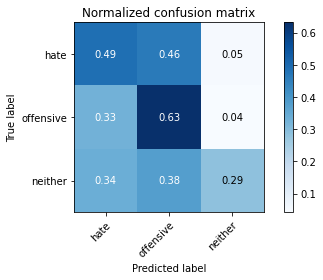 Normalized confusion matrix
True label
hate
offensive
neither
0.49 0.46 0.05
0.33 0.63 0.04
0.34 0.38 0.29
hate
offensive
neither
Predicted label
0.6
0.5
0.4
0.3
0.2
0.1